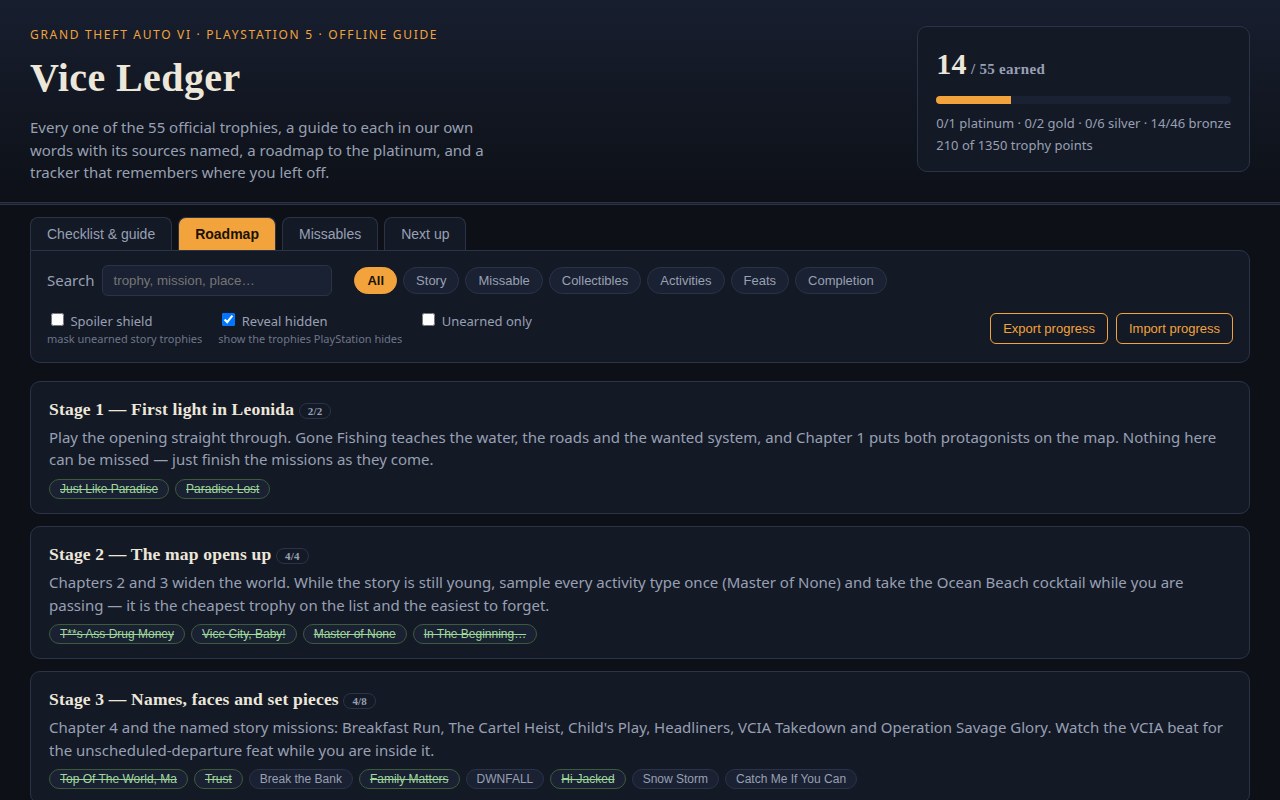 GRAND THEFT AUTO VI · PLAYSTATION 5 · OFFLINE GUIDE
Vice Ledger
Every one of the 55 official trophies, a guide to each in our own
words with its sources named, a roadmap to the platinum, and a
tracker that remembers where you left off.
14 / 55 earned
0/1 platinum · 0/2 gold · 0/6 silver · 14/46 bronze
210 of 1350 trophy points
Checklist & guide Roadmap Missables Next up
Search trophy, mission, place… All Story Missable Collectibles Activities Feats Completion
Spoiler shield Reveal hidden Unearned only
mask unearned story trophies show the trophies PlayStation hides
Export progress Import progress
Stage 1 — First light in Leonida 2/2
Play the opening straight through. Gone Fishing teaches the water, the roads and the wanted system, and Chapter 1 puts both protagonists on the map. Nothing here
can be missed — just finish the missions as they come.
Just Like Paradise Paradise Lost
Stage 2 — The map opens up 4/4
Chapters 2 and 3 widen the world. While the story is still young, sample every activity type once (Master of None) and take the Ocean Beach cocktail while you are
passing — it is the cheapest trophy on the list and the easiest to forget.
T**s Ass Drug Money Vice City, Baby! Master of None In The Beginning…
Stage 3 — Names, faces and set pieces 4/8
Chapter 4 and the named story missions: Breakfast Run, The Cartel Heist, Child's Play, Headliners, VCIA Takedown and Operation Savage Glory. Watch the VCIA beat for
the unscheduled-departure feat while you are inside it.
Top Of The World, Ma Trust Break the Bank Family Matters DWNFALL Hi Jacked Snow Storm Catch Me If You Can